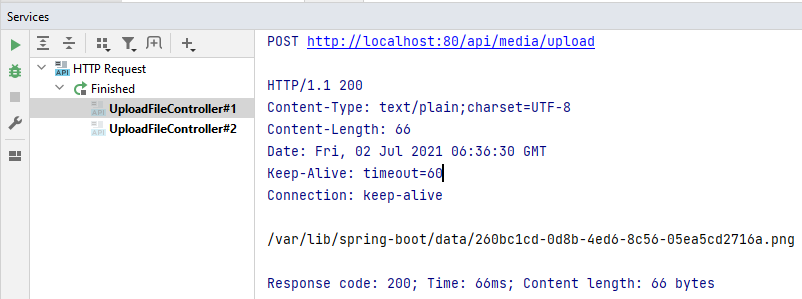 Services
HTTP Request
Finished
UploadFileController#1
UploadFileController#2
POST http://localhost:80/api/media/upload
HTTP/1.1 200
Content-Type: text/plain;charset=UTF-8
Content-Length: 66
Date: Fri, 02 Jul 2021 06:36:30 GMT
Keep-Alive: timeout=60
Connection: keep-alive
/var/lib/spring-boot/data/260bc1cd-0d8b-4ed6-8c56-05ea5cd2716a.png
Response code: 200; Time: 66ms; Content length: 66 bytes